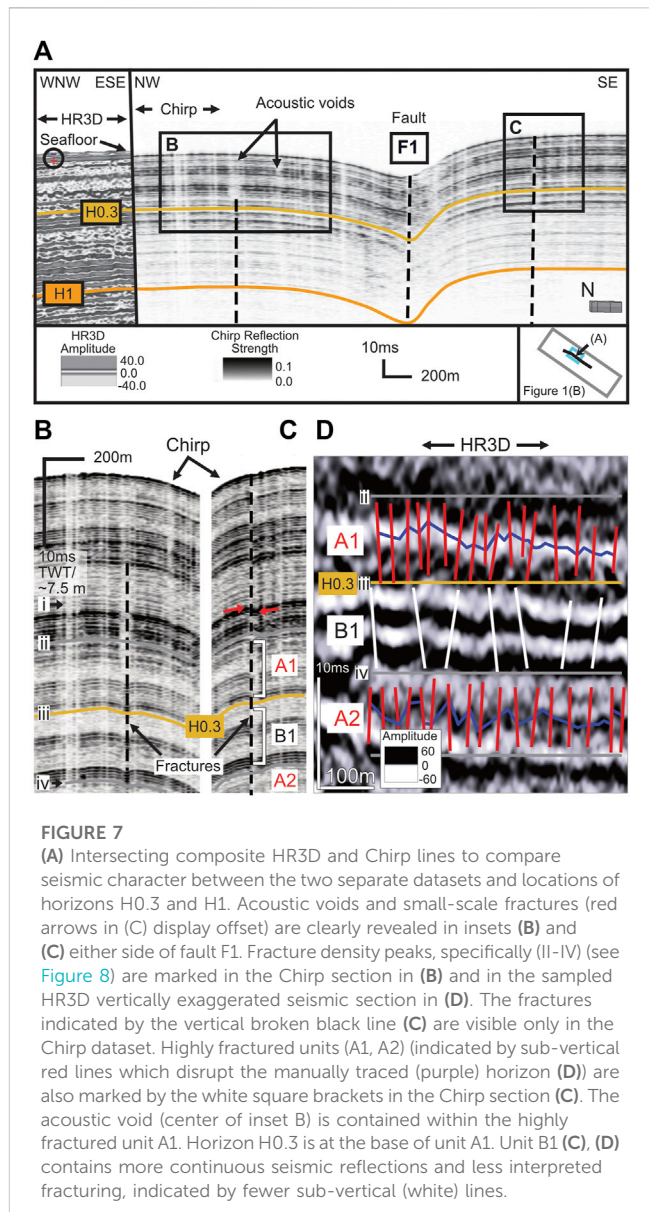 A
WNW ESE NW SE
HR3D Chirp Acoustic voids Fault
Seafloor B F1 C
H0.3
H1
N
HR3D Amplitude 40.0 0.0 -40.0
Chirp Reflection Strength 0.1 0.0
10ms
200m
(A)
Figure 1(B)
B C D
200m Chirp HR3D
10ms TWT/ ~7.5 m
i
ii
iii
iv
H0.3
Fractures
A1
B1
A2
ii
A1
H0.3 iii
B1
10ms iv
A2
Amplitude 60 0 -60
100m
FIGURE 7
(A) Intersecting composite HR3D and Chirp lines to compare
seismic character between the two separate datasets and locations of
horizons H0.3 and H1. Acoustic voids and small-scale fractures (red
arrows in (C) display offset) are clearly revealed in insets (B) and
(C) either side of fault F1. Fracture density peaks, specifically (II-IV) (see
Figure 8) are marked in the Chirp section in (B) and in the sampled
HR3D vertically exaggerated seismic section in (D). The fractures
indicated by the vertical broken black line (C) are visible only in the
Chirp dataset. Highly fractured units (A1, A2) (indicated by sub-vertical
red lines which disrupt the manually traced (purple) horizon (D)) are
also marked by the white square brackets in the Chirp section (C). The
acoustic void (center of inset B) is contained within the highly
fractured unit A1. Horizon H0.3 is at the base of unit A1. Unit B1 (C), (D)
contains more continuous seismic reflections and less interpreted
fracturing, indicated by fewer sub-vertical (white) lines.